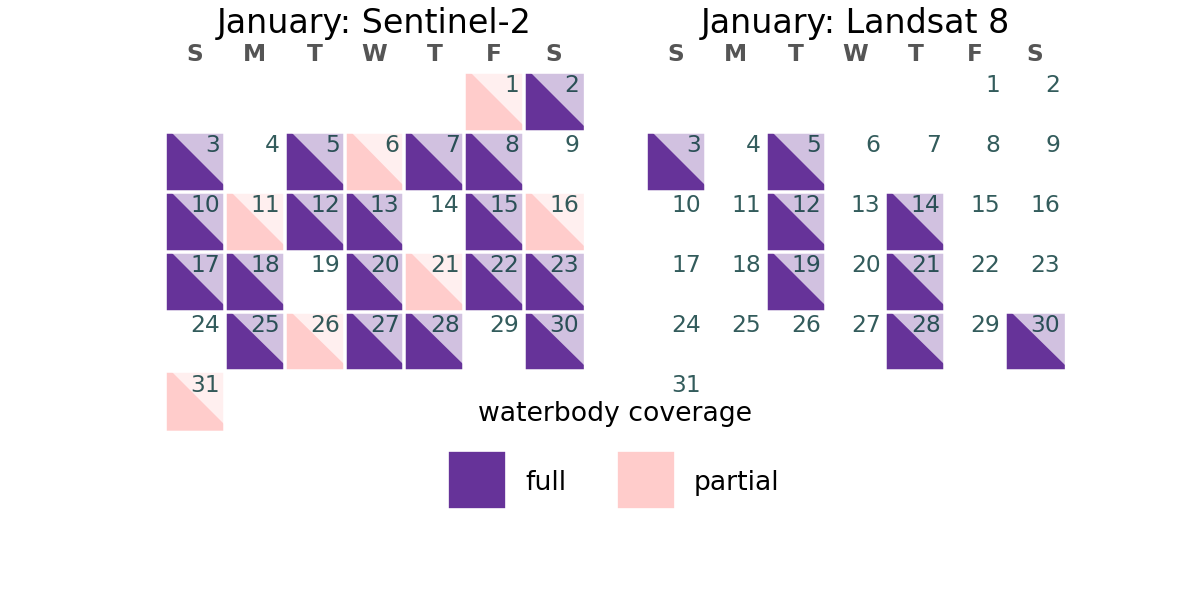 January: Sentinel-2
S M T W T F S
1 2
3 4 5 6 7 8 9
10 11 12 13 14 15 16
17 18 19 20 21 22 23
24 25 26 27 28 29 30
31
January: Landsat 8
S M T W T F S
1 2
3 4 5 6 7 8 9
10 11 12 13 14 15 16
17 18 19 20 21 22 23
24 25 26 27 28 29 30
31
waterbody coverage
full partial